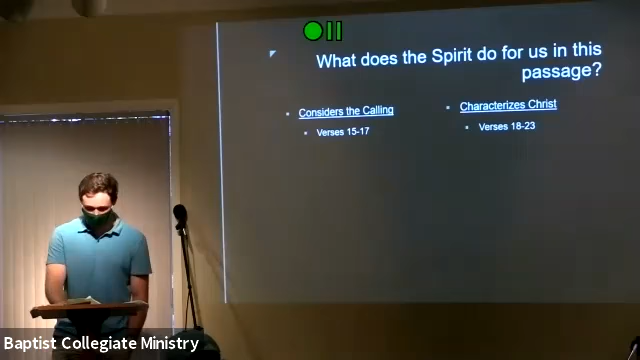 What does the Spirit do for us in this
passage?
Considers the Calling
Verses 15-17
Characterizes Christ
Verses 18-23
Baptist Collegiate Ministry